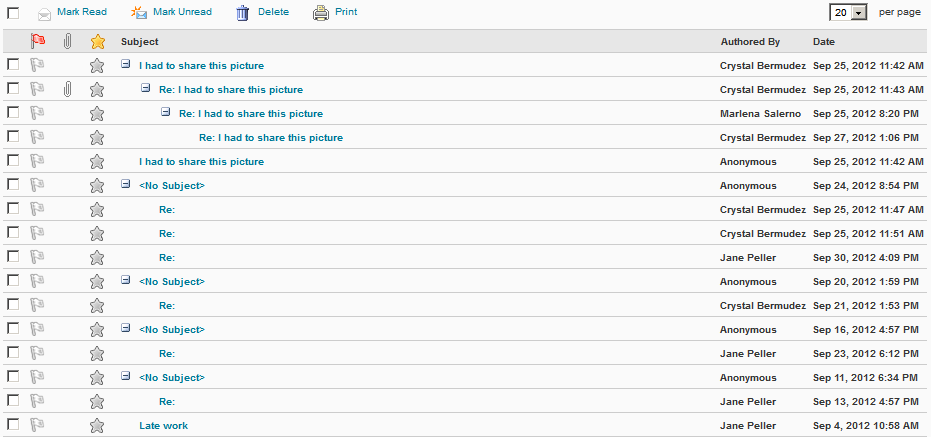 Mark Read Mark Unread Delete Print 20 per page
Subject Authored By Date
I had to share this picture Crystal Bermudez Sep 25, 2012 11:42 AM
Re: I had to share this picture Crystal Bermudez Sep 25, 2012 11:43 AM
Re: I had to share this picture Marlena Salerno Sep 25, 2012 8:20 PM
Re: I had to share this picture Crystal Bermudez Sep 27, 2012 1:06 PM
I had to share this picture Anonymous Sep 25, 2012 11:42 AM
<No Subject> Anonymous Sep 24, 2012 8:54 PM
Re: Crystal Bermudez Sep 25, 2012 11:47 AM
Re: Crystal Bermudez Sep 25, 2012 11:51 AM
Re: Jane Peller Sep 30, 2012 4:09 PM
<No Subject> Anonymous Sep 20, 2012 1:59 PM
Re: Crystal Bermudez Sep 21, 2012 1:53 PM
<No Subject> Anonymous Sep 16, 2012 4:57 PM
Re: Jane Peller Sep 23, 2012 6:12 PM
<No Subject> Anonymous Sep 11, 2012 6:34 PM
Re: Jane Peller Sep 13, 2012 4:57 PM
Late work Jane Peller Sep 4, 2012 10:58 AM